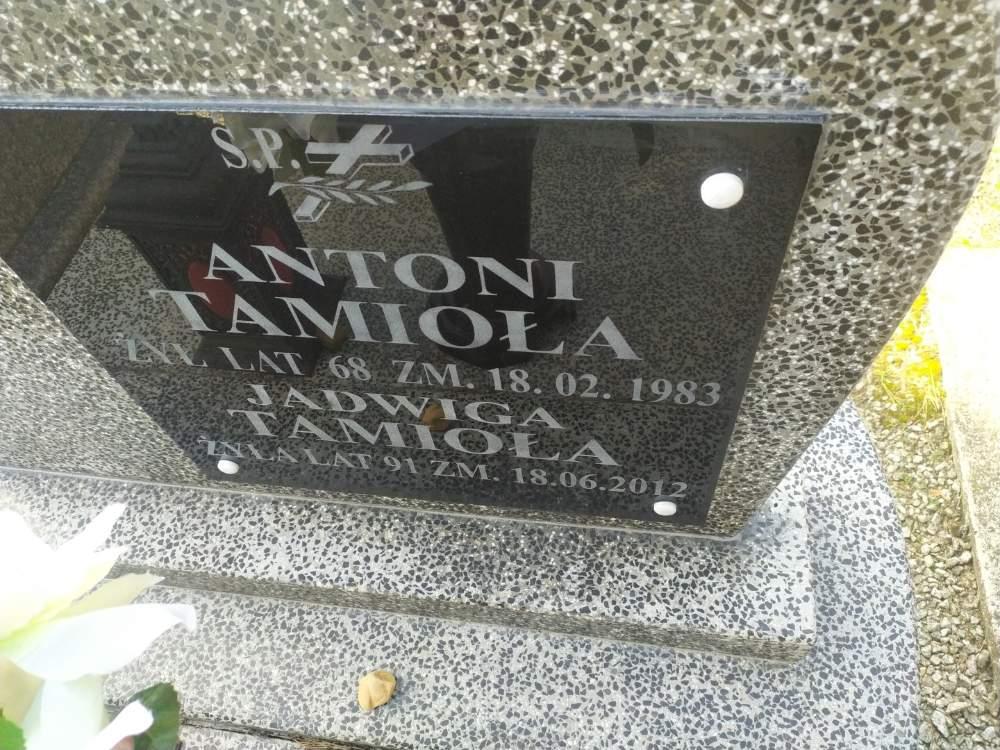 Ś.P.
ANTONI
TAMIOŁA
ŻYŁ LAT 68 ZM. 18. 02. 1983
JADWIGA
TAMIOŁA
ŻYŁA LAT 91 ZM. 18.06.2012